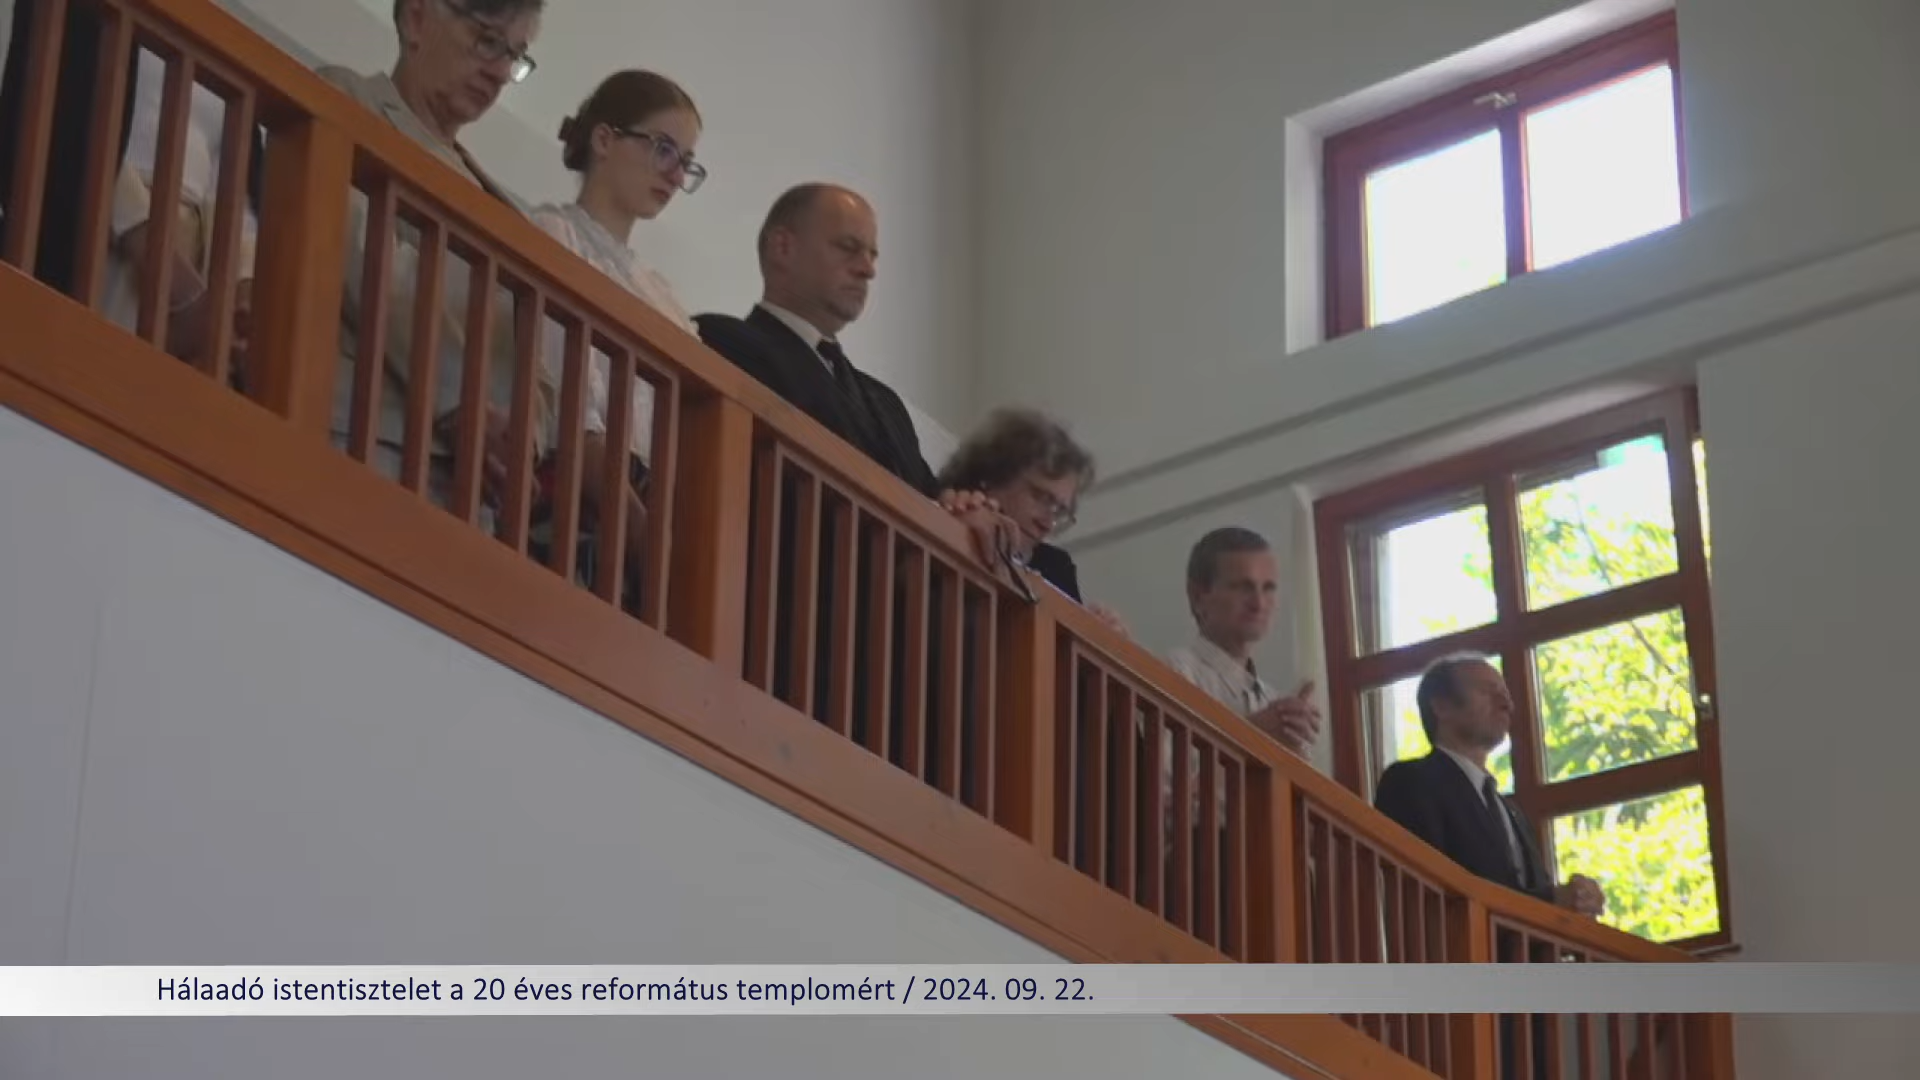 Hálaadó istentisztelet a 20 éves református templomért / 2024. 09. 22.